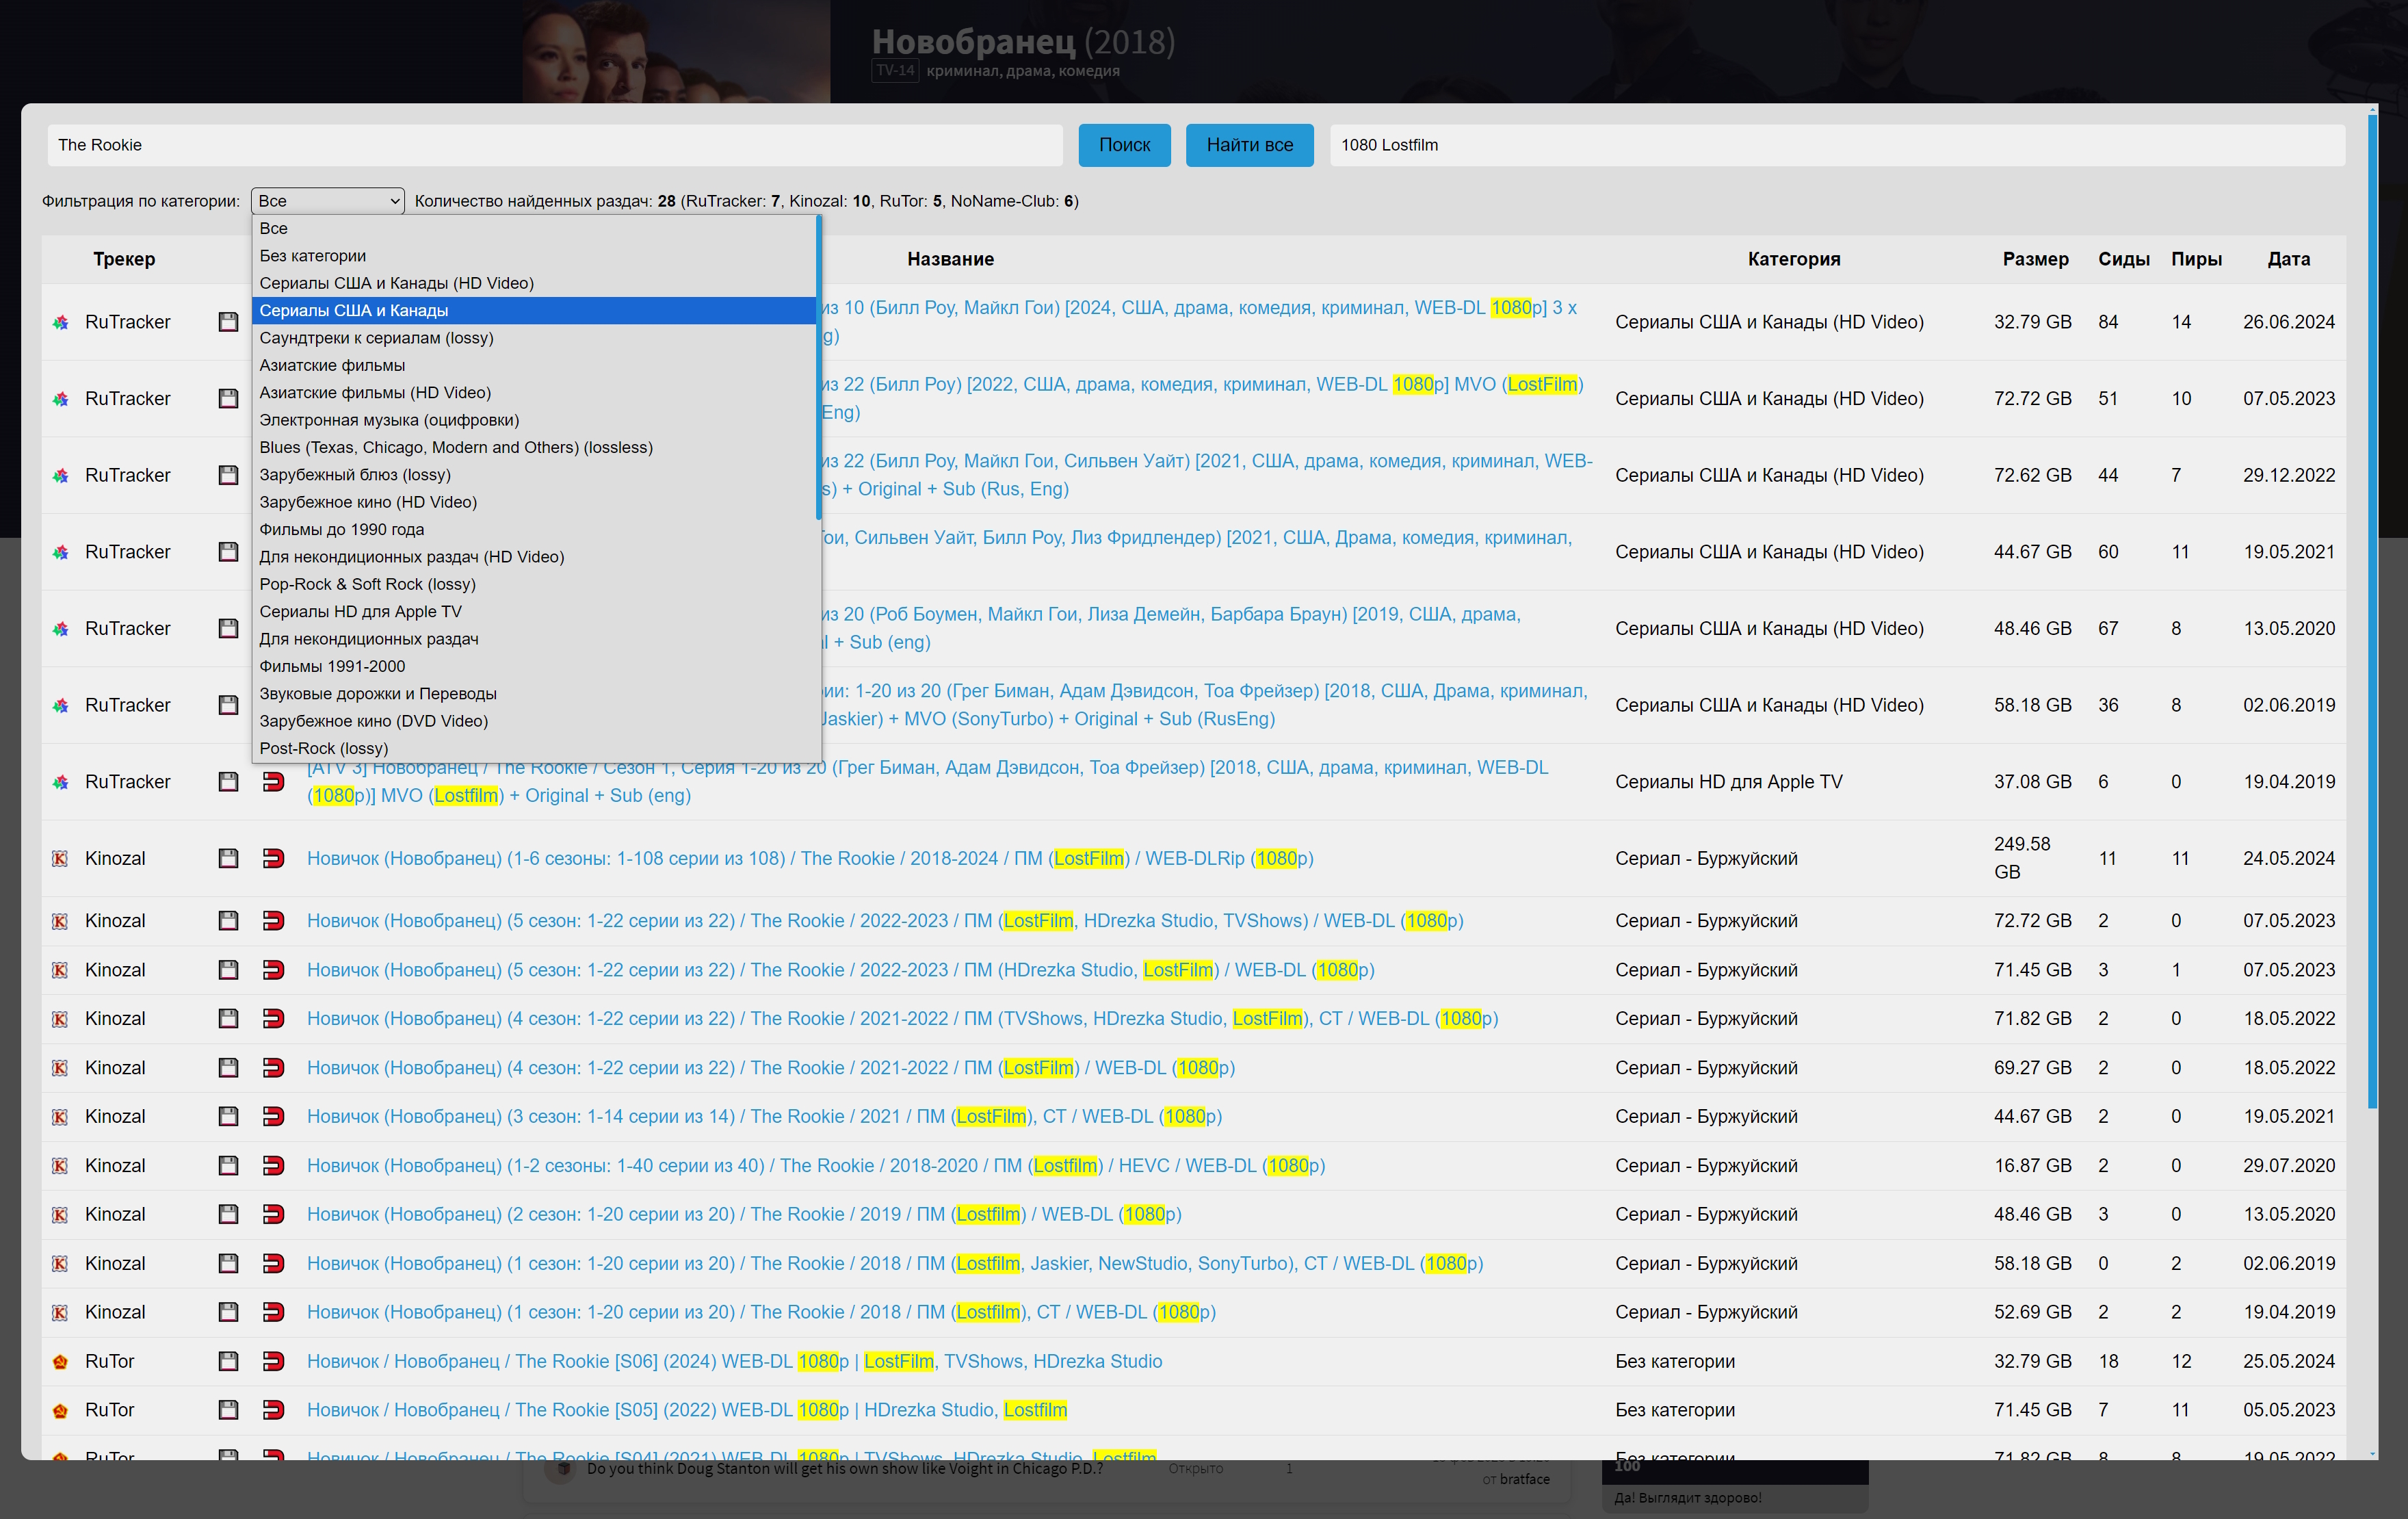 Новобранец (2018)
TV-14 криминал, драма, комедия
The Rookie
Поиск
Найти все
1080 Lostfilm
Фильтрация по категории: Все Количество найденных раздач: 28 (RuTracker: 7, Kinozal: 10, RuTor: 5, NoName-Club: 6)
Все
Без категории
Сериалы США и Канады (HD Video)
Сериалы США и Канады
Саундтреки к сериалам (lossy)
Азиатские фильмы
Азиатские фильмы (HD Video)
Электронная музыка (оцифровки)
Blues (Texas, Chicago, Modern and Others) (lossless)
Зарубежный блюз (lossy)
Зарубежное кино (HD Video)
Фильмы до 1990 года
Для некондиционных раздач (HD Video)
Pop-Rock & Soft Rock (lossy)
Сериалы HD для Apple TV
Для некондиционных раздач
Фильмы 1991-2000
Звуковые дорожки и Переводы
Зарубежное кино (DVD Video)
Post-Rock (lossy)
Трекер Название Категория Размер Сиды Пиры Дата
RuTracker из 10 (Билл Роу, Майкл Гои) [2024, США, драма, комедия, криминал, WEB-DL 1080p] 3 x
g) Сериалы США и Канады (HD Video) 32.79 GB 84 14 26.06.2024
RuTracker из 22 (Билл Роу) [2022, США, драма, комедия, криминал, WEB-DL 1080p] MVO (LostFilm)
Eng) Сериалы США и Канады (HD Video) 72.72 GB 51 10 07.05.2023
RuTracker из 22 (Билл Роу, Майкл Гои, Сильвен Уайт) [2021, США, драма, комедия, криминал, WEB-
s) + Original + Sub (Rus, Eng) Сериалы США и Канады (HD Video) 72.62 GB 44 7 29.12.2022
RuTracker Гои, Сильвен Уайт, Билл Роу, Лиз Фридлендер) [2021, США, Драма, комедия, криминал,
Сериалы США и Канады (HD Video) 44.67 GB 60 11 19.05.2021
RuTracker из 20 (Роб Боумен, Майкл Гои, Лиза Демейн, Барбара Браун) [2019, США, драма,
l + Sub (eng) Сериалы США и Канады (HD Video) 48.46 GB 67 8 13.05.2020
RuTracker рии: 1-20 из 20 (Грег Биман, Адам Дэвидсон, Тоа Фрейзер) [2018, США, Драма, криминал,
Jaskier) + MVO (SonyTurbo) + Original + Sub (RusEng) Сериалы США и Канады (HD Video) 58.18 GB 36 8 02.06.2019
RuTracker [ATV 3] Новобранец / The Rookie / Сезон 1, Серия 1-20 из 20 (Грег Биман, Адам Дэвидсон, Тоа Фрейзер) [2018, США, драма, криминал, WEB-DL
(1080p)] MVO (Lostfilm) + Original + Sub (eng) Сериалы HD для Apple TV 37.08 GB 6 0 19.04.2019
Kinozal Новичок (Новобранец) (1-6 сезоны: 1-108 серии из 108) / The Rookie / 2018-2024 / ПМ (LostFilm) / WEB-DLRip (1080p) Сериал - Буржуйский 249.58
GB 11 11 24.05.2024
Kinozal Новичок (Новобранец) (5 сезон: 1-22 серии из 22) / The Rookie / 2022-2023 / ПМ (LostFilm, HDrezka Studio, TVShows) / WEB-DL (1080p) Сериал - Буржуйский 72.72 GB 2 0 07.05.2023
Kinozal Новичок (Новобранец) (5 сезон: 1-22 серии из 22) / The Rookie / 2022-2023 / ПМ (HDrezka Studio, LostFilm) / WEB-DL (1080p) Сериал - Буржуйский 71.45 GB 3 1 07.05.2023
Kinozal Новичок (Новобранец) (4 сезон: 1-22 серии из 22) / The Rookie / 2021-2022 / ПМ (TVShows, HDrezka Studio, LostFilm), СТ / WEB-DL (1080p) Сериал - Буржуйский 71.82 GB 2 0 18.05.2022
Kinozal Новичок (Новобранец) (4 сезон: 1-22 серии из 22) / The Rookie / 2021-2022 / ПМ (LostFilm) / WEB-DL (1080p) Сериал - Буржуйский 69.27 GB 2 0 18.05.2022
Kinozal Новичок (Новобранец) (3 сезон: 1-14 серии из 14) / The Rookie / 2021 / ПМ (LostFilm), СТ / WEB-DL (1080p) Сериал - Буржуйский 44.67 GB 2 0 19.05.2021
Kinozal Новичок (Новобранец) (1-2 сезоны: 1-40 серии из 40) / The Rookie / 2018-2020 / ПМ (Lostfilm) / HEVC / WEB-DL (1080p) Сериал - Буржуйский 16.87 GB 2 0 29.07.2020
Kinozal Новичок (Новобранец) (2 сезон: 1-20 серии из 20) / The Rookie / 2019 / ПМ (Lostfilm) / WEB-DL (1080p) Сериал - Буржуйский 48.46 GB 3 0 13.05.2020
Kinozal Новичок (Новобранец) (1 сезон: 1-20 серии из 20) / The Rookie / 2018 / ПМ (Lostfilm, Jaskier, NewStudio, SonyTurbo), СТ / WEB-DL (1080p) Сериал - Буржуйский 58.18 GB 0 2 02.06.2019
Kinozal Новичок (Новобранец) (1 сезон: 1-20 серии из 20) / The Rookie / 2018 / ПМ (Lostfilm), СТ / WEB-DL (1080p) Сериал - Буржуйский 52.69 GB 2 2 19.04.2019
RuTor Новичок / Новобранец / The Rookie [S06] (2024) WEB-DL 1080p | LostFilm, TVShows, HDrezka Studio Без категории 32.79 GB 18 12 25.05.2024
RuTor Новичок / Новобранец / The Rookie [S05] (2022) WEB-DL 1080p | HDrezka Studio, Lostfilm Без категории 71.45 GB 7 11 05.05.2023
RuTor Новичок / Новобранец / The Rookie [S04] (2021) WEB-DL 1080p | TVShows, HDrezka Studio, Lostfilm Без категории 71.82 GB 8 8 19.05.2022
Do you think Doug Stanton will get his own show like Voight in Chicago P.D.? Открыто 1
от bratface
100
Да! Выглядит здорово!